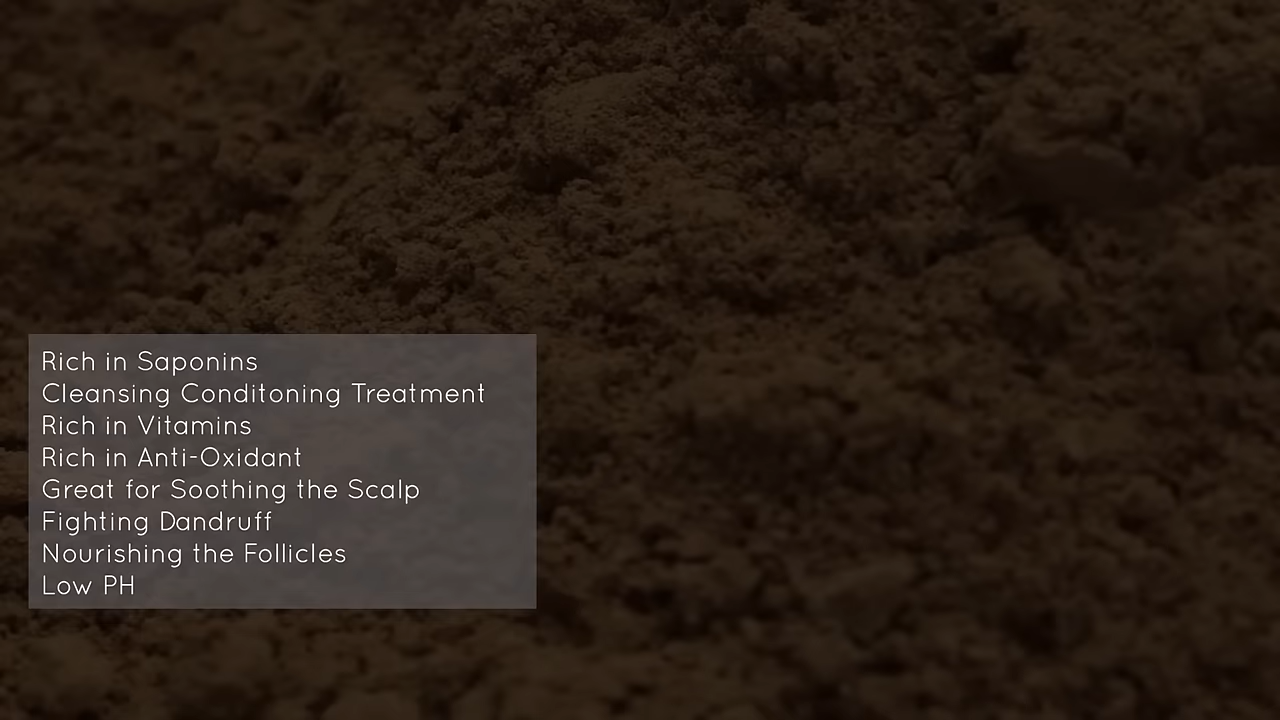 Rich in Saponins
Cleansing Conditoning Treatment
Rich in Vitamins
Rich in Anti-Oxidant
Great for Soothing the Scalp
Fighting Dandruff
Nourishing the Follicles
Low PH